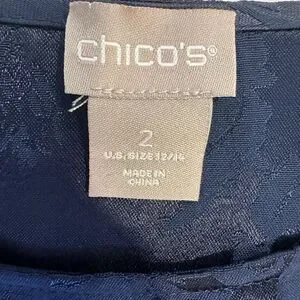 chico's®
2
U.S. SIZE 12/14
MADE IN
CHINA